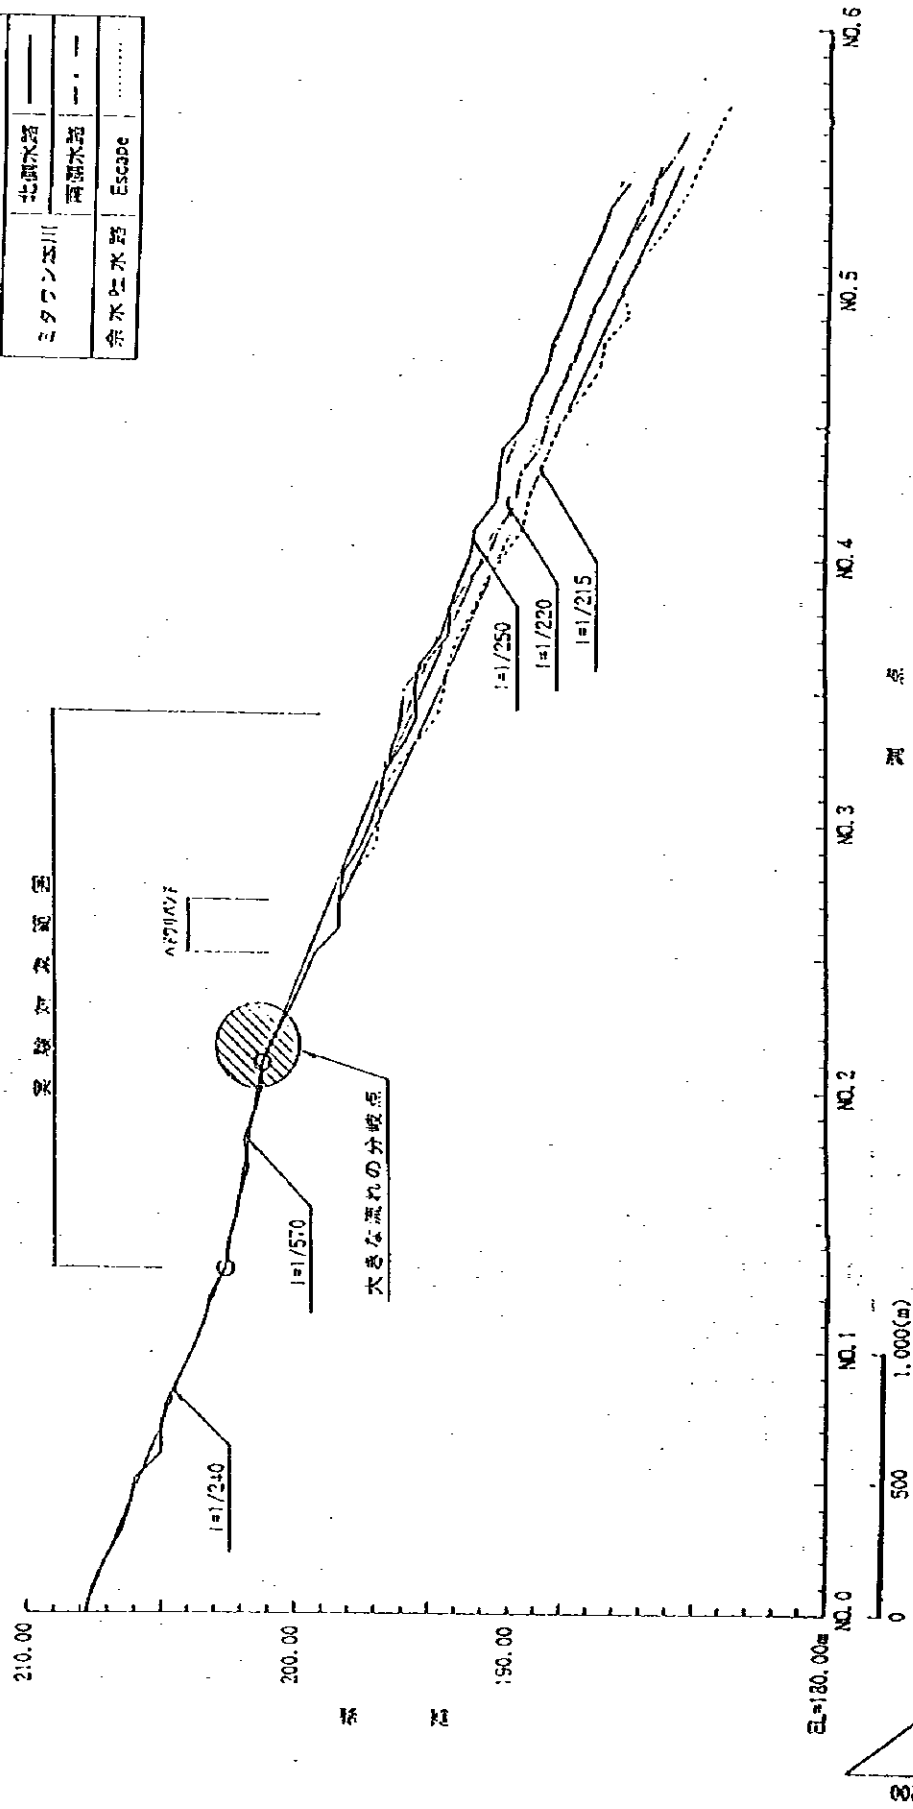 ミタワン本川
北側水路
南側水路
余水吐水路
Escape
実験対象範囲
ヘドワリバンド
大きな流れの分岐点
I=1/240
I=1/570
I=1/250
I=1/220
I=1/215
210.00
200.00
190.00
EL=180.00m
標 高
NO.0
NO.1
NO.2
NO.3
NO.4
NO.5
NO.6
測 点
0
500
1.000(m)